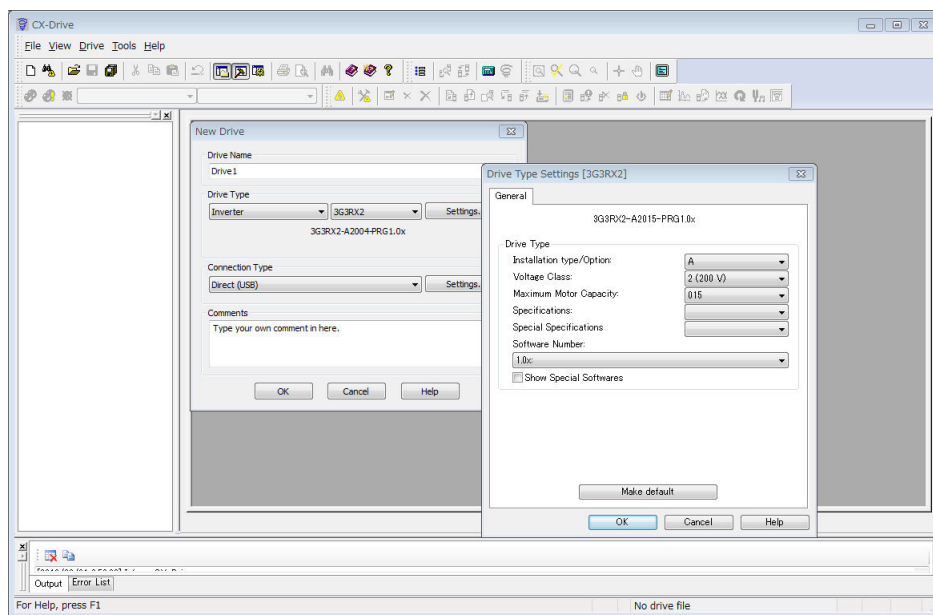 CX-Drive
File View Drive Tools Help
New Drive
Drive Name
Drive1
Drive Type
Inverter
3G3RX2
Settings.
3G3RX2-A2004-PRG1.0x
Connection Type
Direct (USB)
Settings.
Comments
Type your own comment in here.
OK
Cancel
Help
Drive Type Settings [3G3RX2]
General
3G3RX2-A2015-PRG1.0x
Drive Type
Installation type/Option:
A
Voltage Class:
2 (200 V)
Maximum Motor Capacity:
015
Specifications:
Special Specifications
Software Number:
1.0x:
Show Special Softwares
Make default
OK
Cancel
Help
Output
Error List
For Help, press F1
No drive file